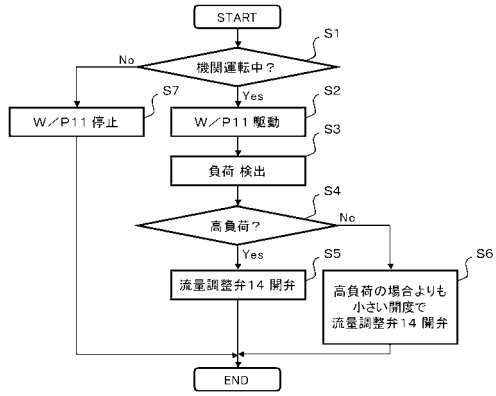 START
S1
機関運転中?
No
Yes
S7
S2
W/P11 停止
W/P11 駆動
S3
負荷 検出
S4
高負荷?
No
Yes
S5
S6
流量調整弁14 開弁
高負荷の場合よりも
小さい開度で
流量調整弁14 開弁
END